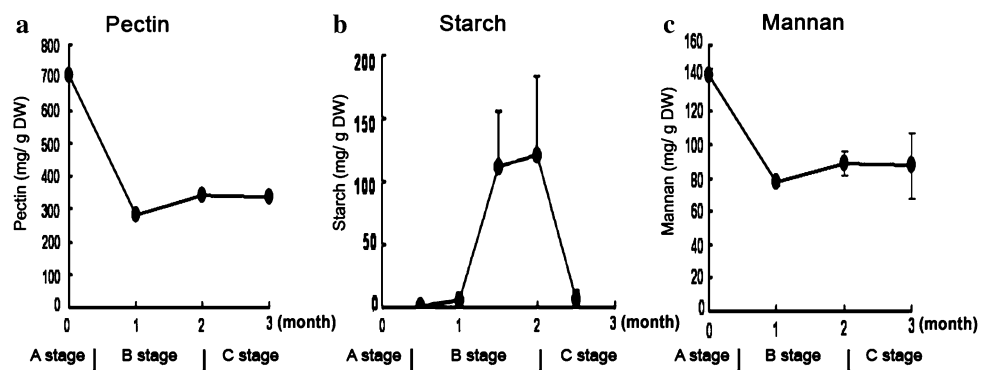 a Pectin
Pectin (mg/ g DW)
800
700
600
500
400
300
200
100
0
0 1 2 3 (month)
A stage | B stage | C stage
b Starch
Starch (mg/ g DW)
200
150
100
50
0
0 1 2 3 (month)
A stage | B stage | C stage
c Mannan
Mannan (mg/ g DW)
160
140
120
100
80
60
40
20
0
0 1 2 3 (month)
A stage | B stage | C stage